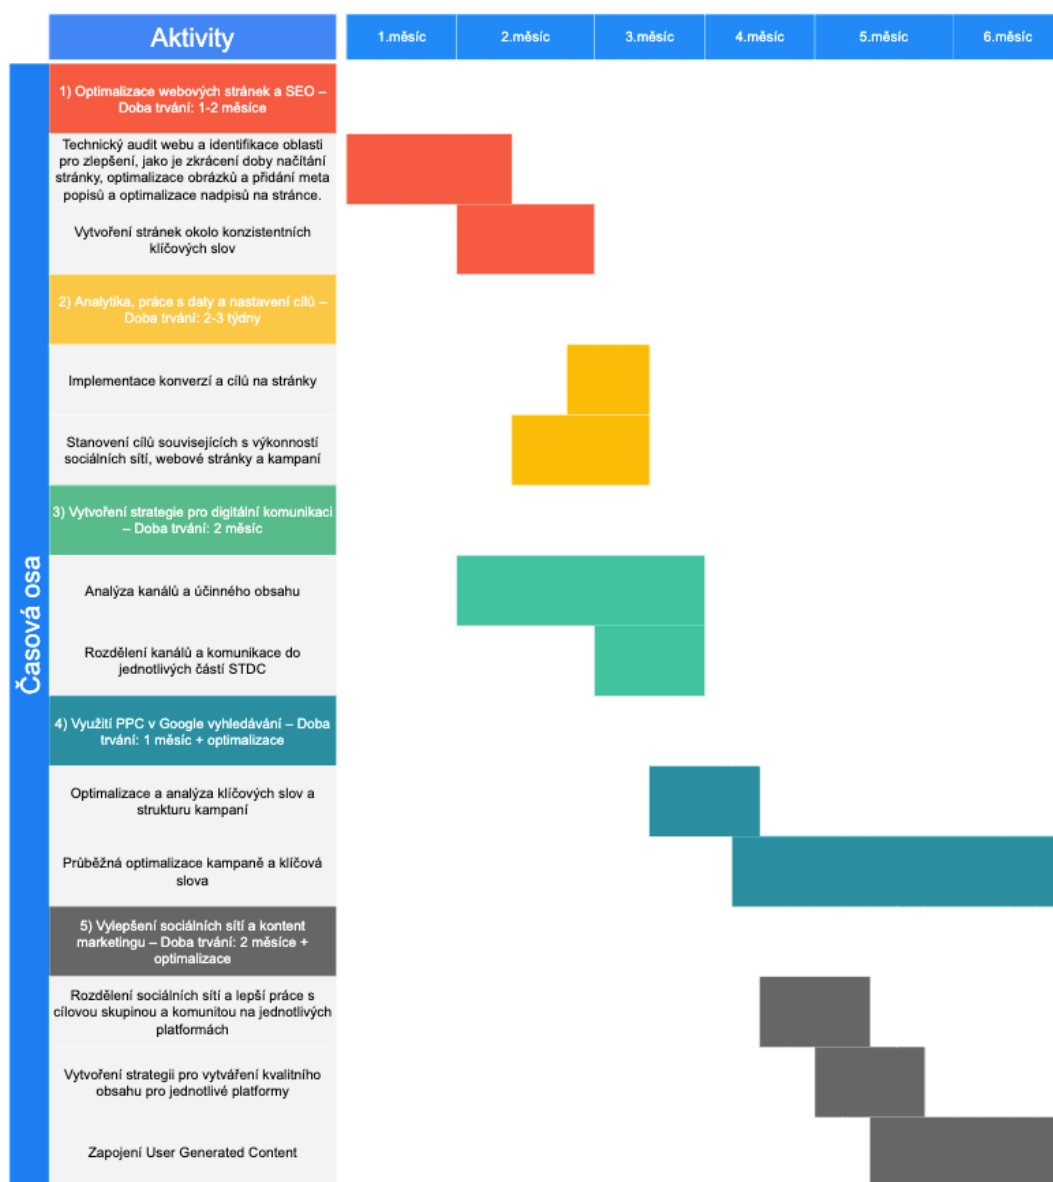 Aktivity
1.měsíc
2.měsíc
3.měsíc
4.měsíc
5.měsíc
6.měsíc
Časová osa
1) Optimalizace webových stránek a SEO –
Doba trvání: 1-2 měsíce
Technický audit webu a identifikace oblasti
pro zlepšení, jako je zkrácení doby načítání
stránky, optimalizace obrázků a přidání meta
popisů a optimalizace nadpisů na stránce.
Vytvoření stránek okolo konzistentních
klíčových slov
2) Analytika, práce s daty a nastavení cílů –
Doba trvání: 2-3 týdny
Implementace konverzí a cílů na stránky
Stanovení cílů souvisejících s výkonností
sociálních sítí, webové stránky a kampaní
3) Vytvoření strategie pro digitální komunikaci
– Doba trvání: 2 měsíc
Analýza kanálů a účinného obsahu
Rozdělení kanálů a komunikace do
jednotlivých částí STDC
4) Využití PPC v Google vyhledávání – Doba
trvání: 1 měsíc + optimalizace
Optimalizace a analýza klíčových slov a
strukturu kampaní
Průběžná optimalizace kampaně a klíčová
slova
5) Vylepšení sociálních sítí a kontent
marketingu – Doba trvání: 2 měsíce +
optimalizace
Rozdělení sociálních sítí a lepší práce s
cílovou skupinou a komunitou na jednotlivých
platformách
Vytvoření strategii pro vytváření kvalitního
obsahu pro jednotlivé platformy
Zapojení User Generated Content